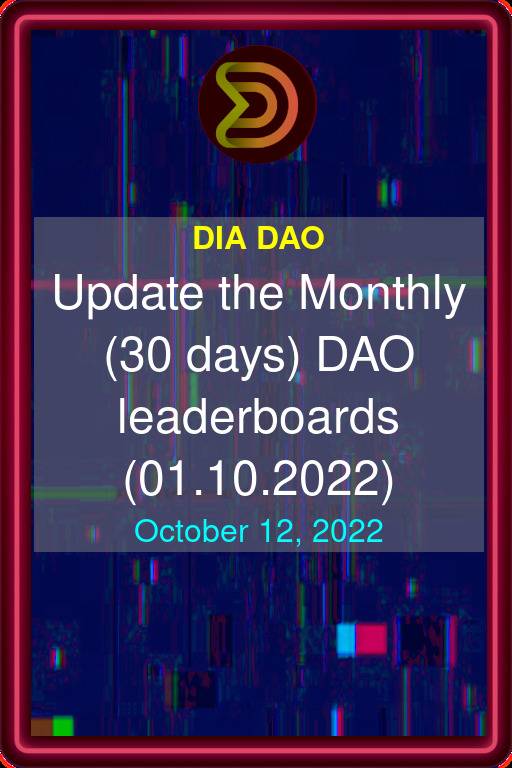 DIA DAO
Update the Monthly
(30 days) DAO
leaderboards
(01.10.2022)
October 12, 2022